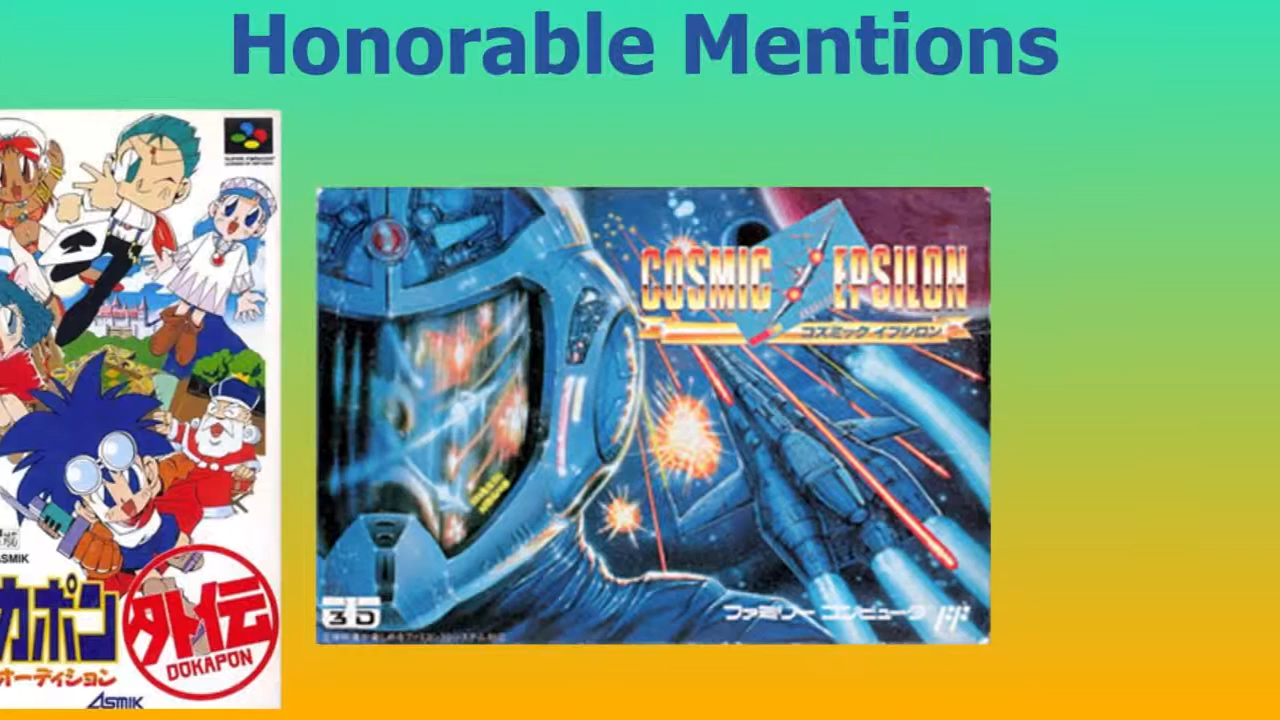 Honorable Mentions
カポン
オーディション
外伝
DOKAPON
ASMIK
COSMIC EPSILON
コズミック イプシロン
3D
ファミリー コンピュータ